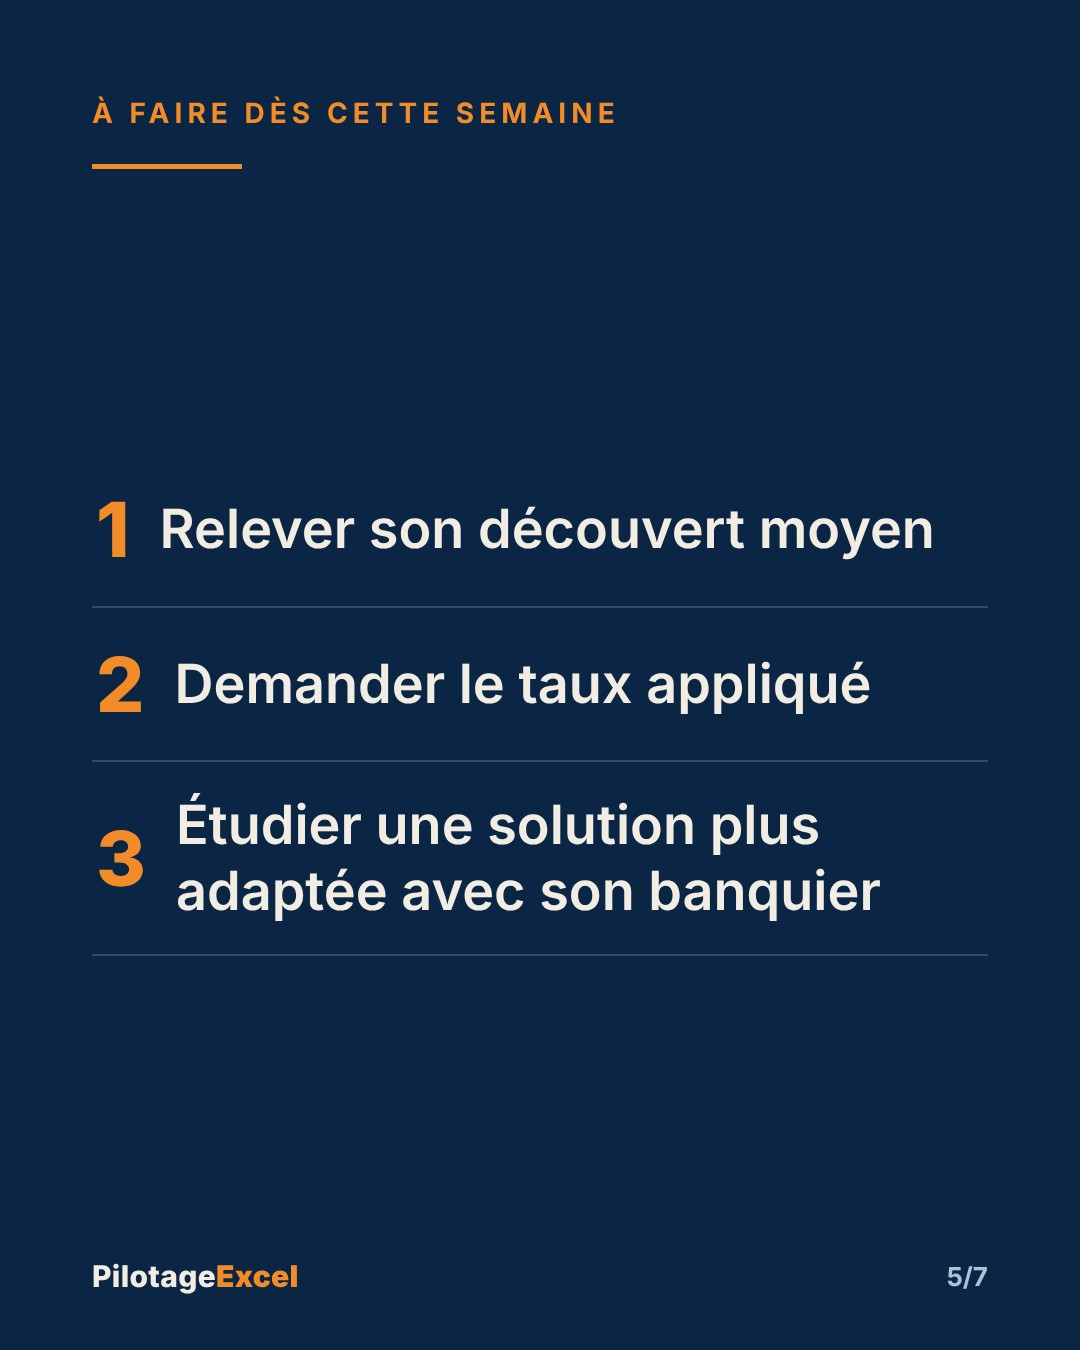 À FAIRE DÈS CETTE SEMAINE
1 Relever son découvert moyen
2 Demander le taux appliqué
3 Étudier une solution plus
adaptée avec son banquier
PilotageExcel
5/7